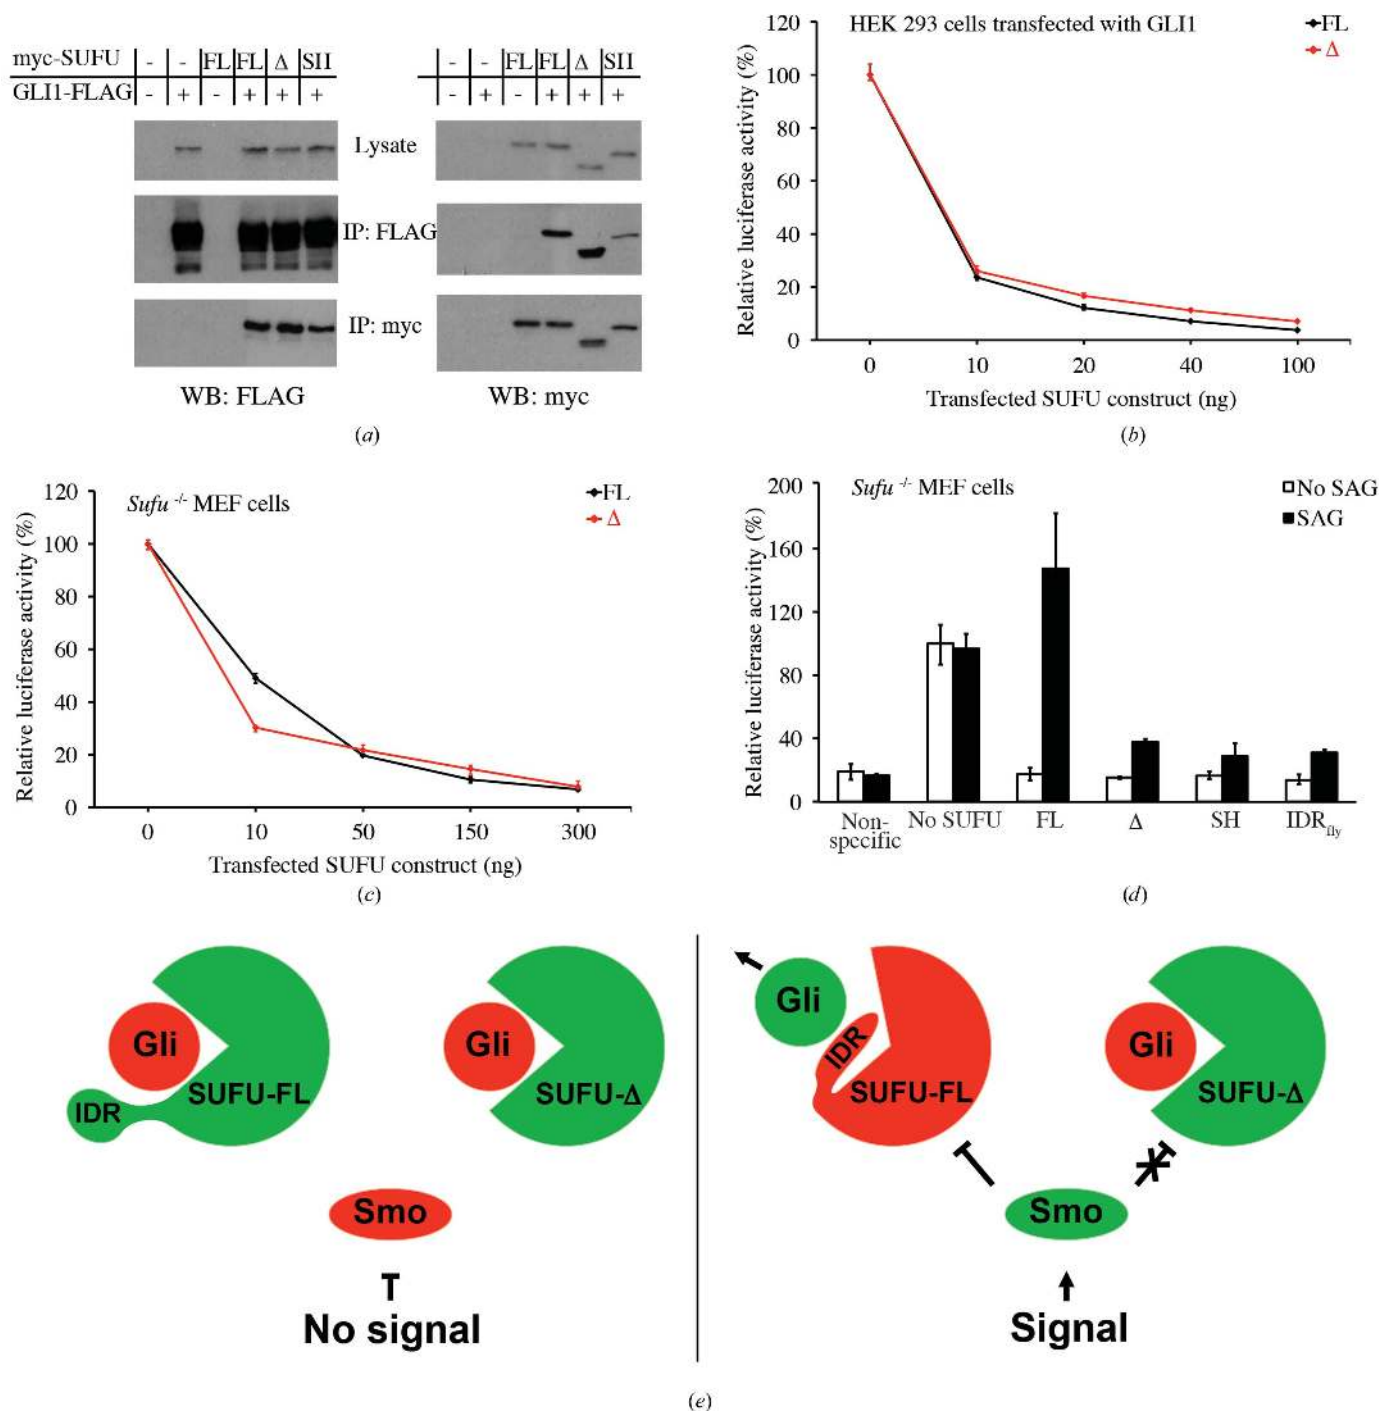 myc-SUFU - - FL FL Δ SH
GLI1-FLAG - + - + + +
- - FL FL Δ SH
- + - + + +
Lysate
IP: FLAG
IP: myc
WB: FLAG
WB: myc
(a)
HEK 293 cells transfected with GLI1
FL
Δ
Relative luciferase activity (%)
120
100
80
60
40
20
0
0 10 20 40 100
Transfected SUFU construct (ng)
(b)
Sufu -/- MEF cells
FL
Δ
Relative luciferase activity (%)
120
100
80
60
40
20
0
0 10 50 150 300
Transfected SUFU construct (ng)
(c)
Sufu -/- MEF cells
No SAG
SAG
Relative luciferase activity (%)
200
160
120
80
40
0
Non-
specific
No SUFU
FL
Δ
SH
IDRfly
(d)
Gli
IDR
SUFU-FL
Gli
SUFU-Δ
Smo
No signal
Gli
IDR
SUFU-FL
Gli
SUFU-Δ
Smo
Signal
(e)